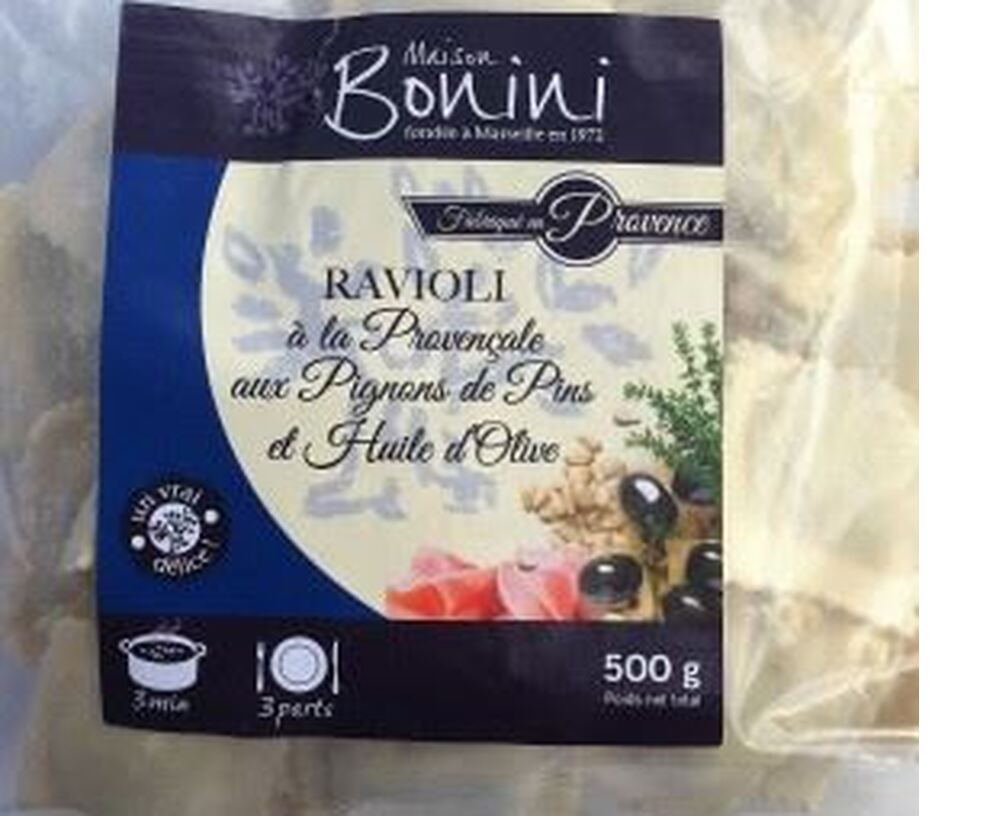 Maison
Bonini
fondée à Marseille en 1972
Fabriqué en Provence
RAVIOLI
à la Provençale
aux Pignons de Pins
et Huile d'Olive
un vrai
délice !
3 min
3 parts
500 g
Poids net total